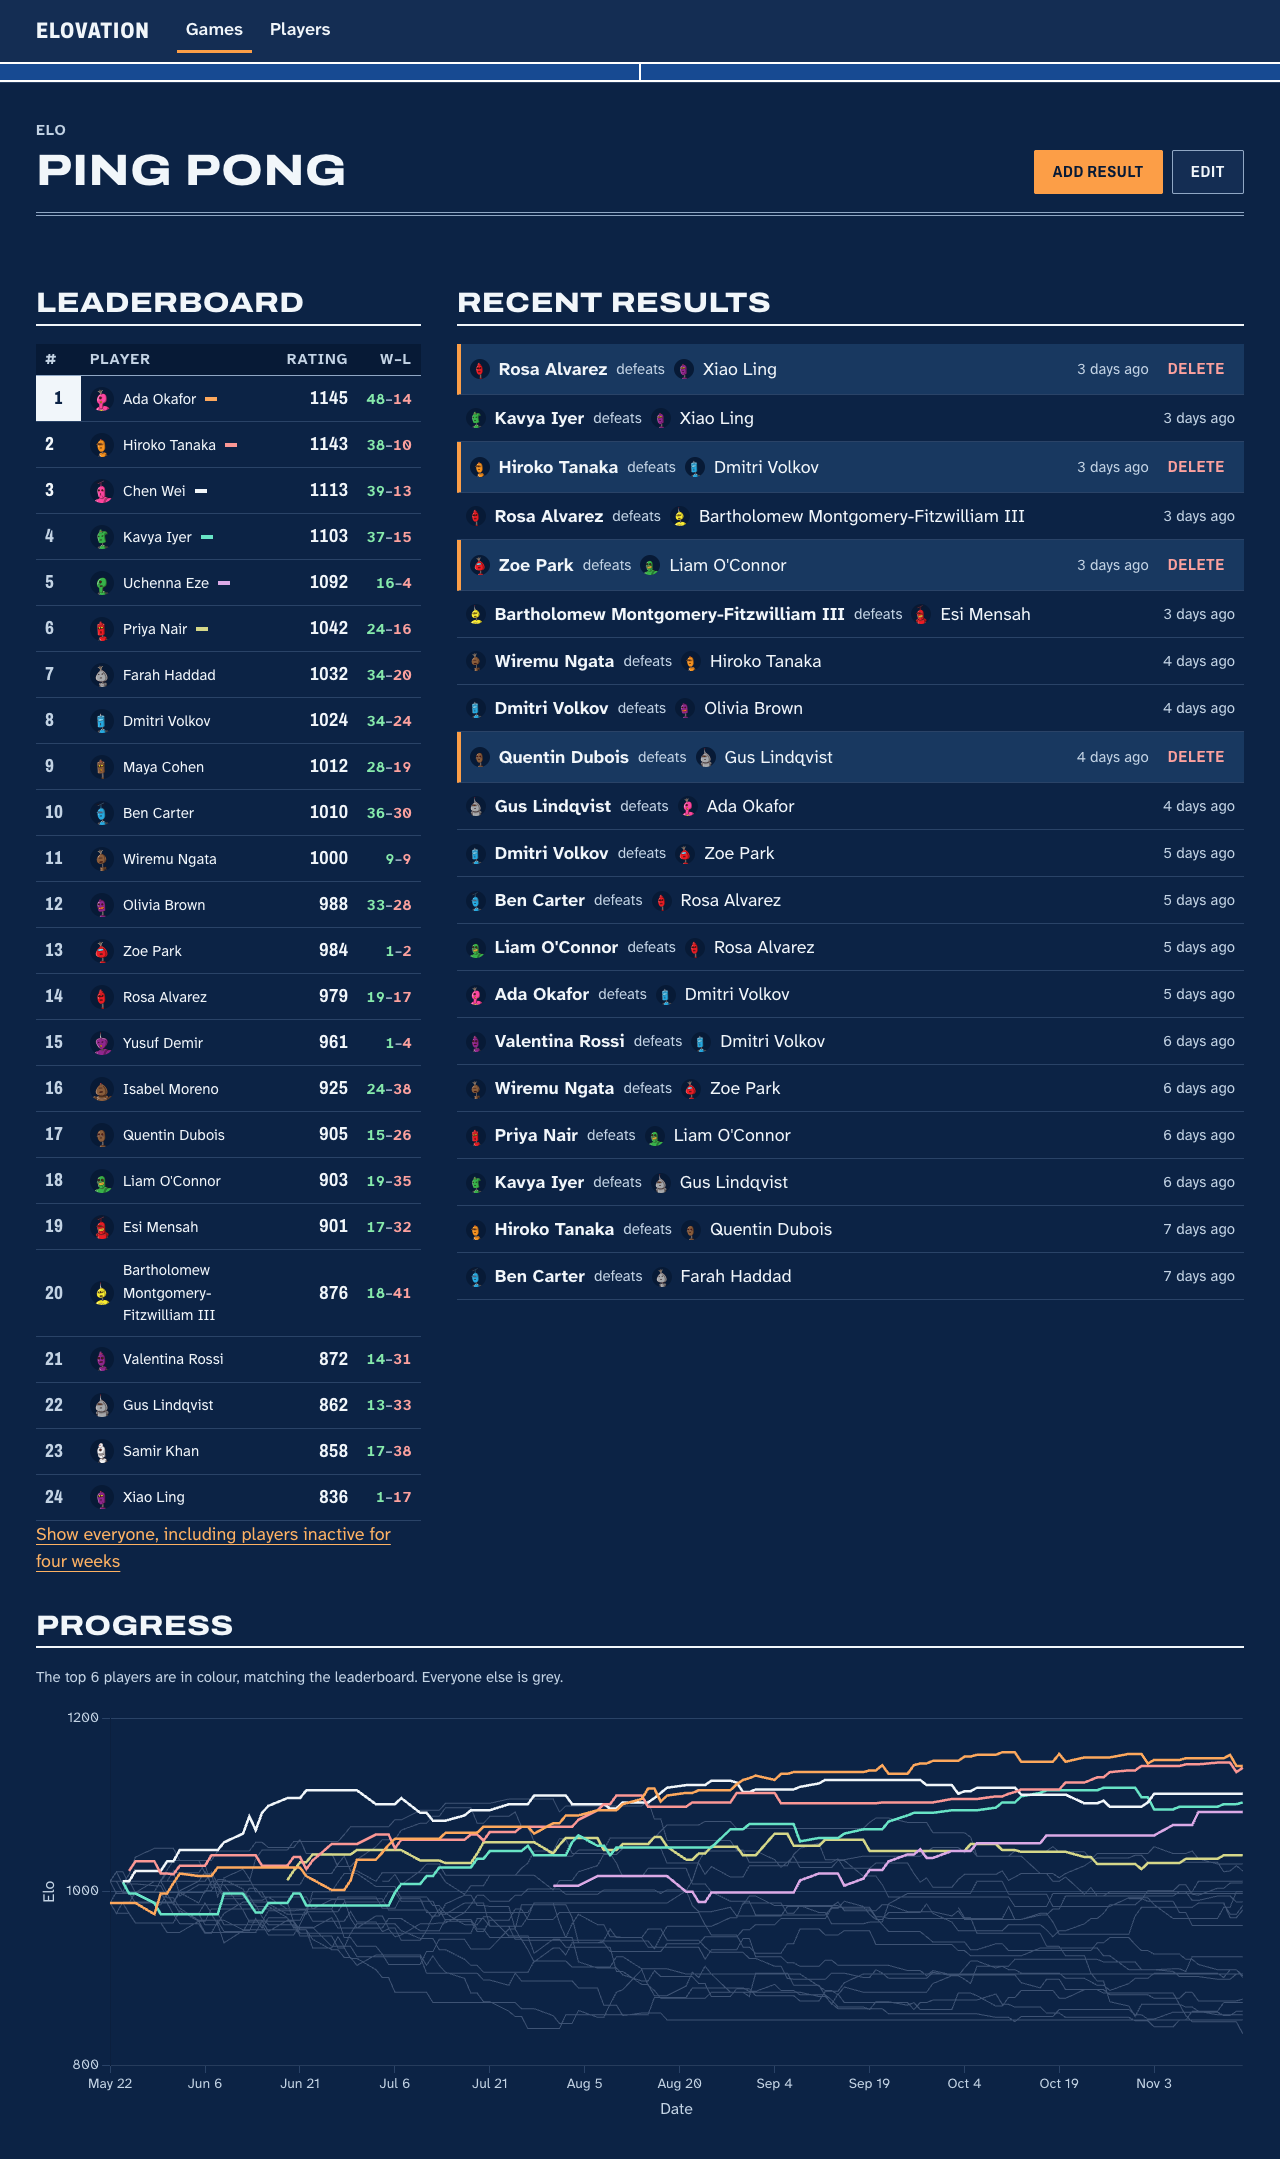 ELOVATION Games Players
ELO
PING PONG
ADD RESULT EDIT
LEADERBOARD
# PLAYER RATING W–L
1 Ada Okafor 1145 48–14
2 Hiroko Tanaka 1143 38–10
3 Chen Wei 1113 39–13
4 Kavya Iyer 1103 37–15
5 Uchenna Eze 1092 16–4
6 Priya Nair 1042 24–16
7 Farah Haddad 1032 34–20
8 Dmitri Volkov 1024 34–24
9 Maya Cohen 1012 28–19
10 Ben Carter 1010 36–30
11 Wiremu Ngata 1000 9–9
12 Olivia Brown 988 33–28
13 Zoe Park 984 1–2
14 Rosa Alvarez 979 19–17
15 Yusuf Demir 961 1–4
16 Isabel Moreno 925 24–38
17 Quentin Dubois 905 15–26
18 Liam O'Connor 903 19–35
19 Esi Mensah 901 17–32
20 Bartholomew
Montgomery-
Fitzwilliam III 876 18–41
21 Valentina Rossi 872 14–31
22 Gus Lindqvist 862 13–33
23 Samir Khan 858 17–38
24 Xiao Ling 836 1–17
Show everyone, including players inactive for
four weeks
RECENT RESULTS
Rosa Alvarez defeats Xiao Ling 3 days ago DELETE
Kavya Iyer defeats Xiao Ling 3 days ago
Hiroko Tanaka defeats Dmitri Volkov 3 days ago DELETE
Rosa Alvarez defeats Bartholomew Montgomery-Fitzwilliam III 3 days ago
Zoe Park defeats Liam O'Connor 3 days ago DELETE
Bartholomew Montgomery-Fitzwilliam III defeats Esi Mensah 3 days ago
Wiremu Ngata defeats Hiroko Tanaka 4 days ago
Dmitri Volkov defeats Olivia Brown 4 days ago
Quentin Dubois defeats Gus Lindqvist 4 days ago DELETE
Gus Lindqvist defeats Ada Okafor 4 days ago
Dmitri Volkov defeats Zoe Park 5 days ago
Ben Carter defeats Rosa Alvarez 5 days ago
Liam O'Connor defeats Rosa Alvarez 5 days ago
Ada Okafor defeats Dmitri Volkov 5 days ago
Valentina Rossi defeats Dmitri Volkov 6 days ago
Wiremu Ngata defeats Zoe Park 6 days ago
Priya Nair defeats Liam O'Connor 6 days ago
Kavya Iyer defeats Gus Lindqvist 6 days ago
Hiroko Tanaka defeats Quentin Dubois 7 days ago
Ben Carter defeats Farah Haddad 7 days ago
PROGRESS
The top 6 players are in colour, matching the leaderboard. Everyone else is grey.
1200
1000
800
Elo
May 22 Jun 6 Jun 21 Jul 6 Jul 21 Aug 5 Aug 20 Sep 4 Sep 19 Oct 4 Oct 19 Nov 3
Date